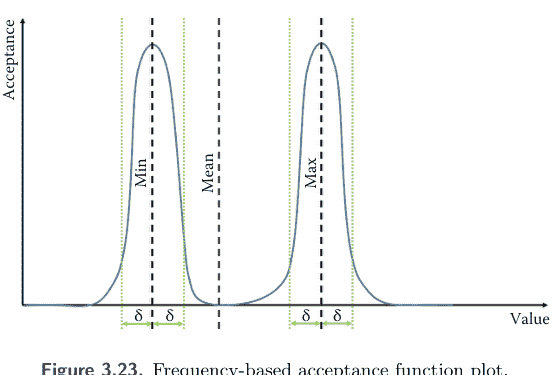 Acceptance
Min
Mean
Max
δ δ δ δ
Value
Figure 3.23. Frequency-based acceptance function plot.